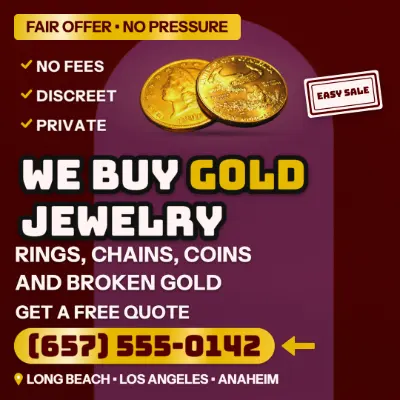 FAIR OFFER • NO PRESSURE
NO FEES
DISCREET
PRIVATE
EASY SALE
WE BUY GOLD
JEWELRY
RINGS, CHAINS, COINS
AND BROKEN GOLD
GET A FREE QUOTE
(657) 555-0142
LONG BEACH • LOS ANGELES • ANAHEIM